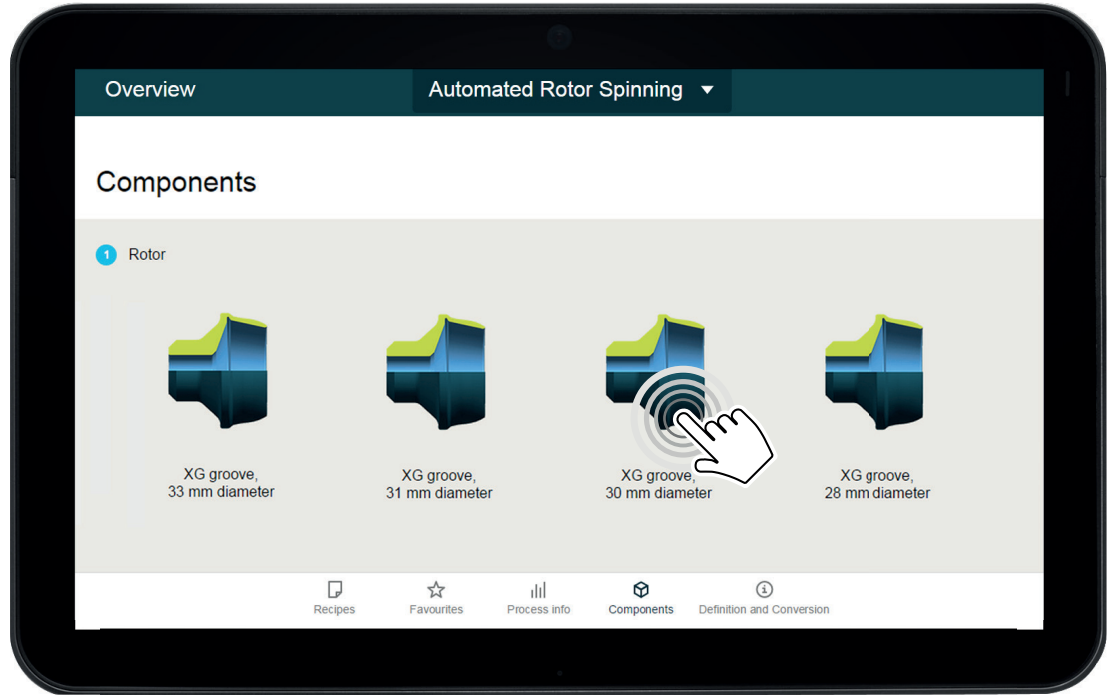 Overview
Automated Rotor Spinning
Components
1 Rotor
XG groove,
33 mm diameter
XG groove,
31 mm diameter
XG groove,
30 mm diameter
XG groove,
28 mm diameter
Recipes
Favourites
Process info
Components
Definition and Conversion